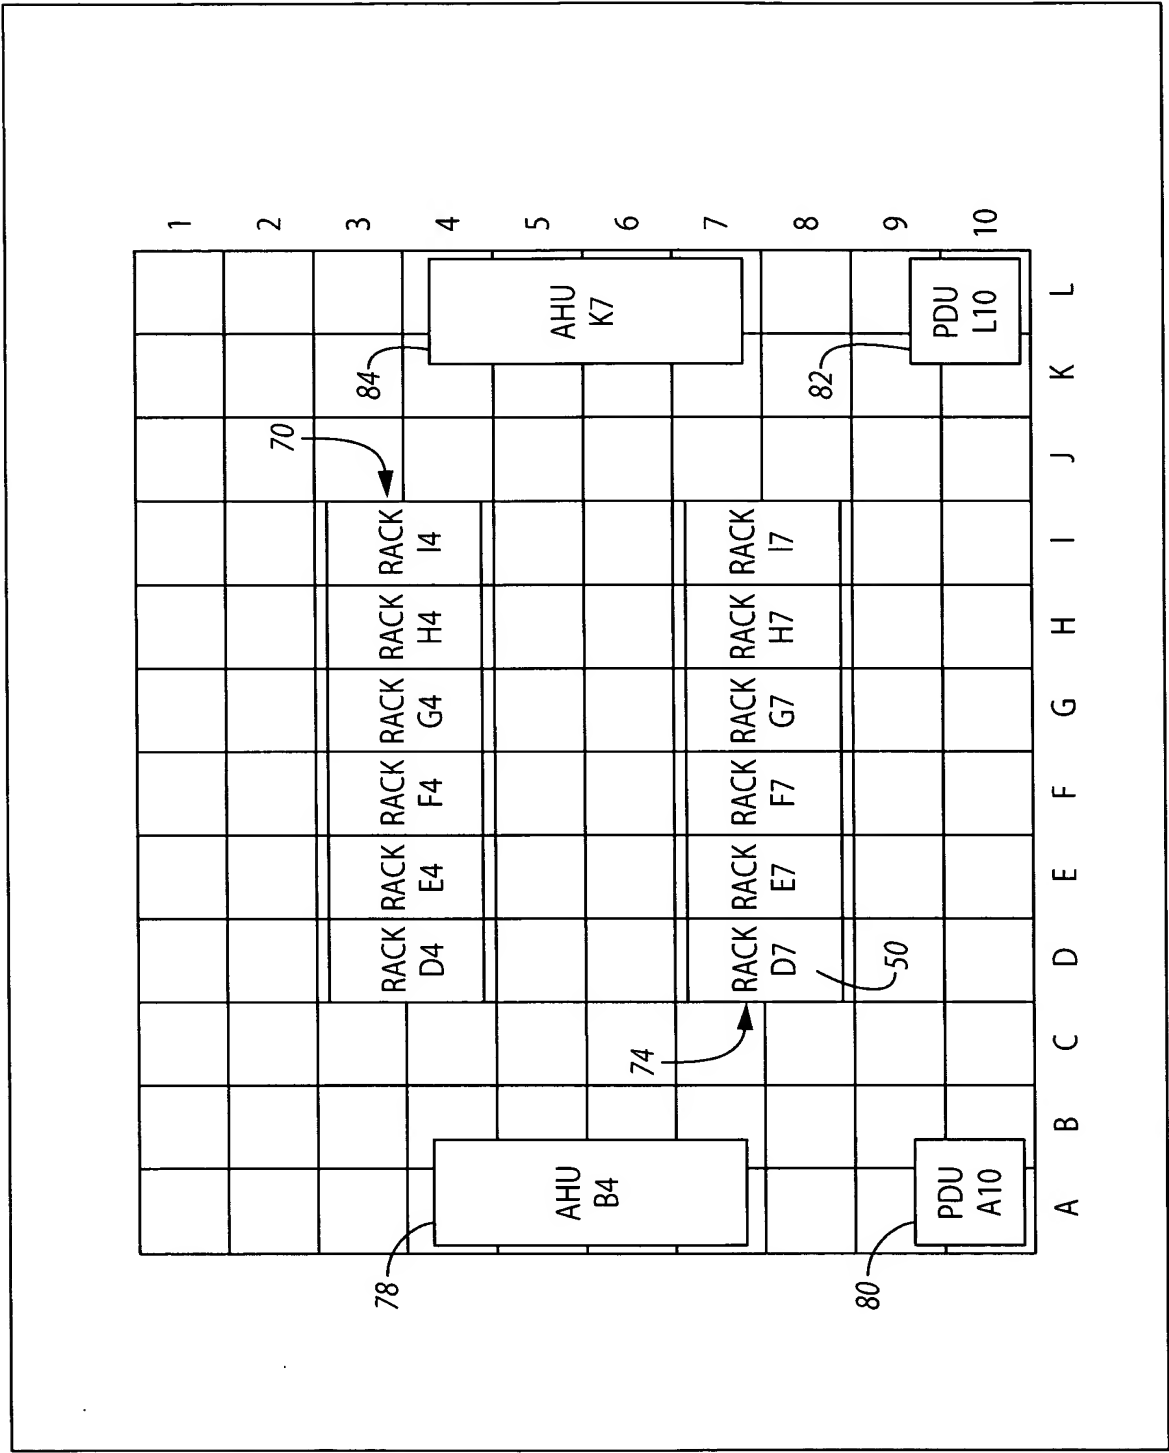 1
2
70
3
84
78
RACK D4
RACK E4
RACK F4
RACK G4
RACK H4
RACK I4
4
5
AHU
B4
AHU
K7
6
74
7
RACK D7
RACK E7
RACK F7
RACK G7
RACK H7
RACK I7
8
82
80
50
9
PDU
A10
PDU
L10
10
A B C D E F G H I J K L